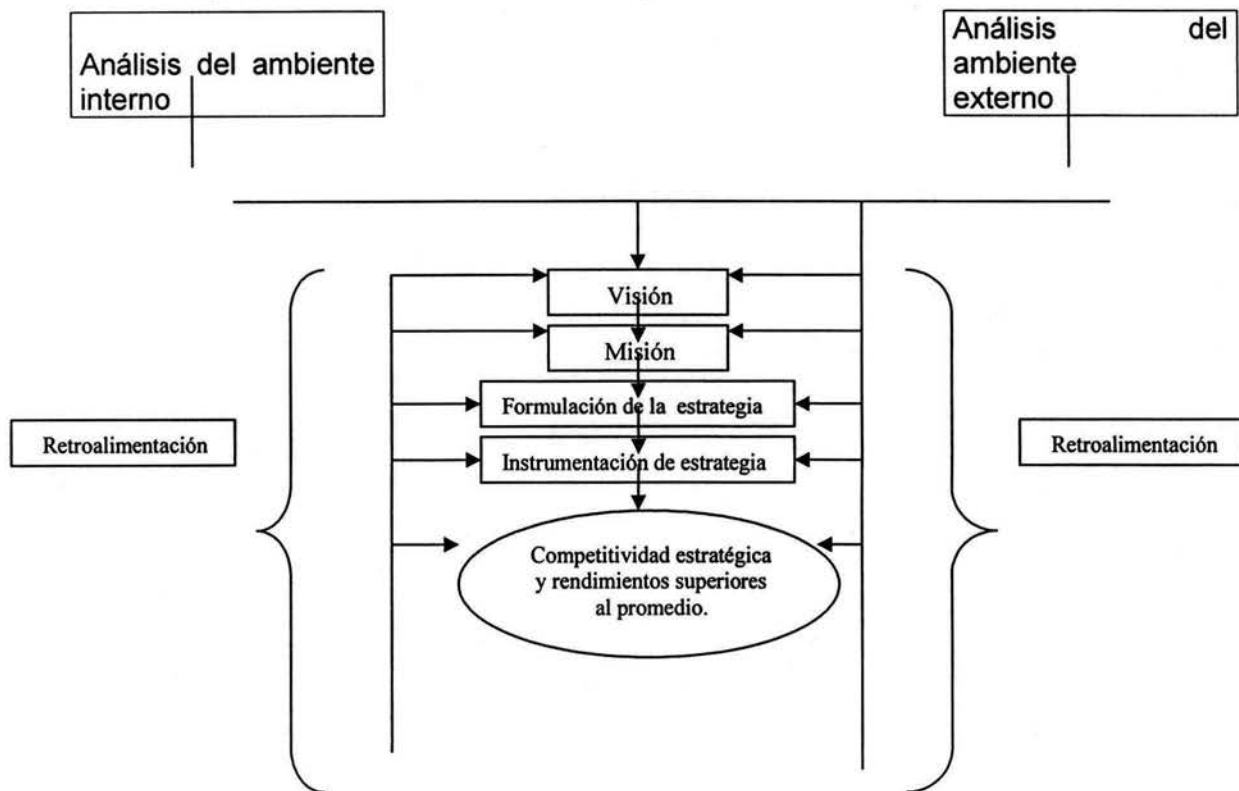 Análisis del ambiente
interno
Análisis del
ambiente
externo
Visión
Misión
Formulación de la estrategia
Instrumentación de estrategia
Retroalimentación
Retroalimentación
Competitividad estratégica
y rendimientos superiores
al promedio.